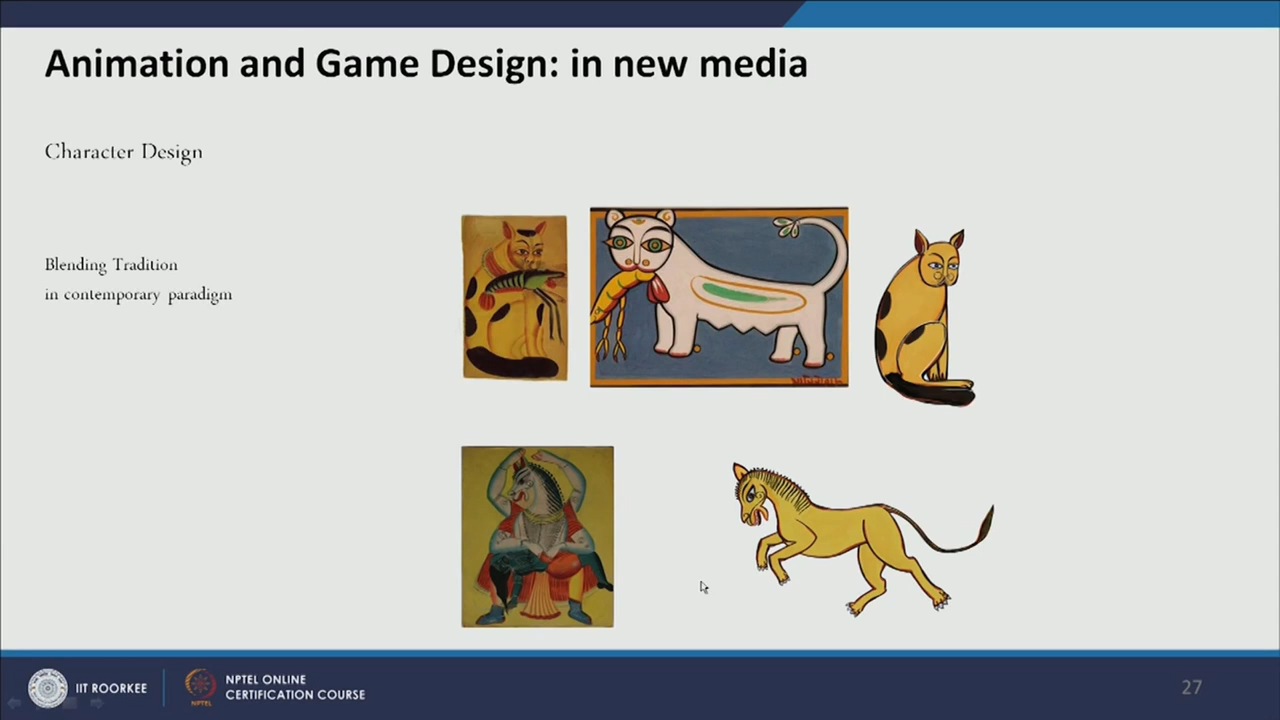 Animation and Game Design: in new media
Character Design
Blending Tradition
in contemporary paradigm
IIT ROORKEE
NPTEL
NPTEL ONLINE
CERTIFICATION COURSE
27